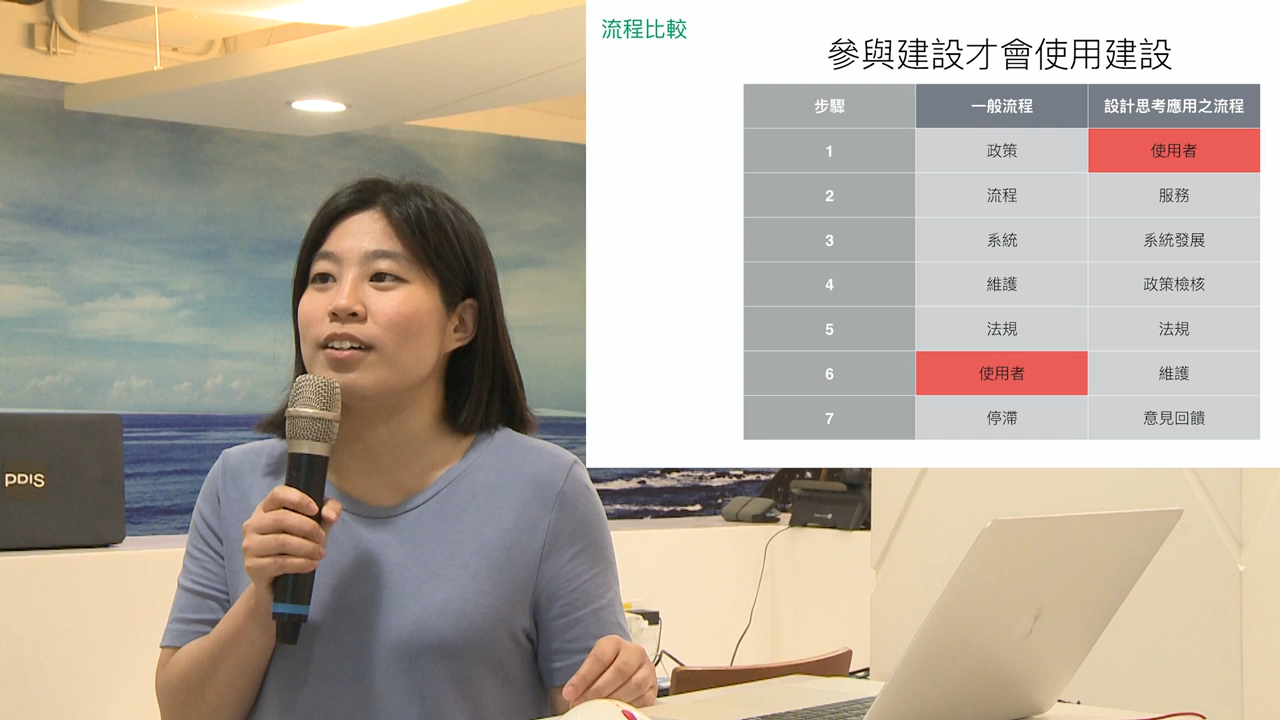 流程比較
參與建設才會使用建設
步驟 一般流程 設計思考應用之流程
1 政策 使用者
2 流程 服務
3 系統 系統發展
4 維護 政策檢核
5 法規 法規
6 使用者 維護
7 停滯 意見回饋
PDIS